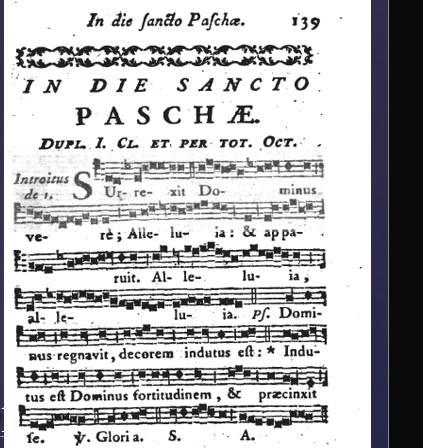 In die ſancto Paſchæ. 139
IN DIE SANCTO
PASCHÆ.
DUPL. I. CL. ET PER TOT. OCT.
Introitus
de 1. SUr- re- xit Do- minus
ve- rè; Alle- lu- ia: & appa-
ruit. Al- le- lu- ia,
al- le- lu- ia. Pſ. Domi-
nus regnavit, decorem indutus eſt: * Indu-
tus eſt Dominus fortitudinem, & præcinxit
ſe. ℣. Gloria. S. A.